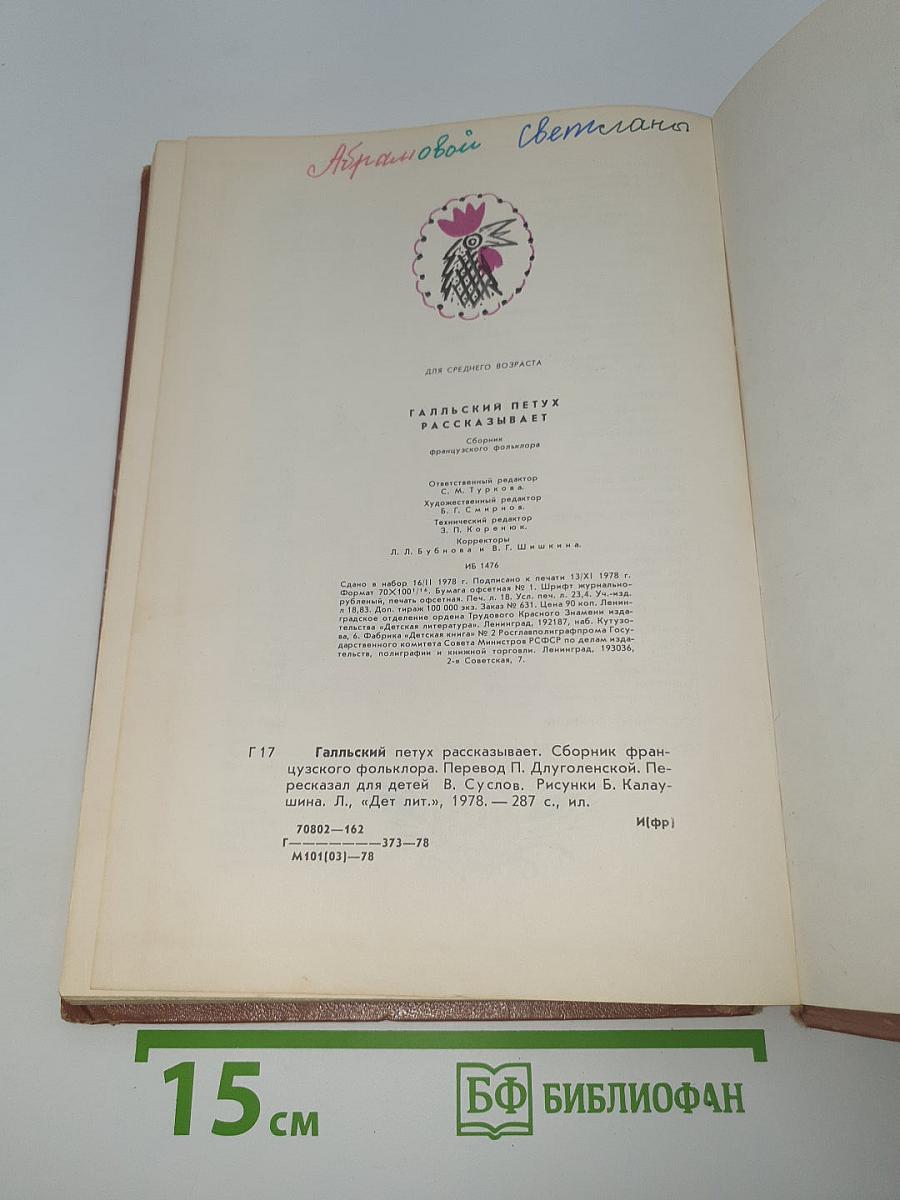 Абрамовой Светланы
ДЛЯ СРЕДНЕГО ВОЗРАСТА
ГАЛЛЬСКИЙ ПЕТУХ
РАССКАЗЫВАЕТ
Сборник
французского фольклора
Ответственный редактор
С. М. Туркова.
Художественный редактор
Б. Г. Смирнов.
Технический редактор
З. П. Коренюк.
Корректоры
Л. Л. Бубнова и В. Г. Шишкина.
ИБ 1476
Сдано в набор 16/II 1978 г. Подписано к печати 13/XI 1978 г.
Формат 70×100¹/₁₆. Бумага офсетная № 1. Шрифт журнально-
рубленый, печать офсетная. Печ. л. 18. Усл. печ. л. 23,4. Уч.-изд.
л 18,83. Доп. тираж 100 000 экз. Заказ № 631. Цена 90 коп. Ленин-
градское отделение ордена Трудового Красного Знамени изда-
тельства «Детская литература». Ленинград, 192187, наб. Кутузо-
ва, 6. Фабрика «Детская книга» № 2 Росглавполиграфпрома Госу-
дарственного комитета Совета Министров РСФСР по делам изда-
тельств, полиграфии и книжной торговли. Ленинград, 193036,
2-я Советская, 7.
Г 17 Галльский петух рассказывает. Сборник фран-
цузского фольклора. Перевод П. Длуголенской. Пе-
ресказал для детей В. Суслов. Рисунки Б. Калау-
шина. Л., «Дет лит.», 1978. — 287 с., ил.
70802—162
Г———————373—78
М101(03)—78
И(фр)
15 см
БФ БИБЛИОФАН